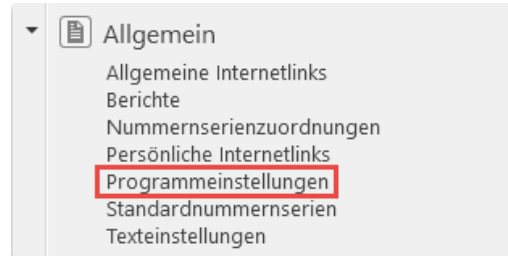 Allgemein
Allgemeine Internetlinks
Berichte
Nummernserienzuordnungen
Persönliche Internetlinks
Programmeinstellungen
Standardnummernserien
Texteinstellungen